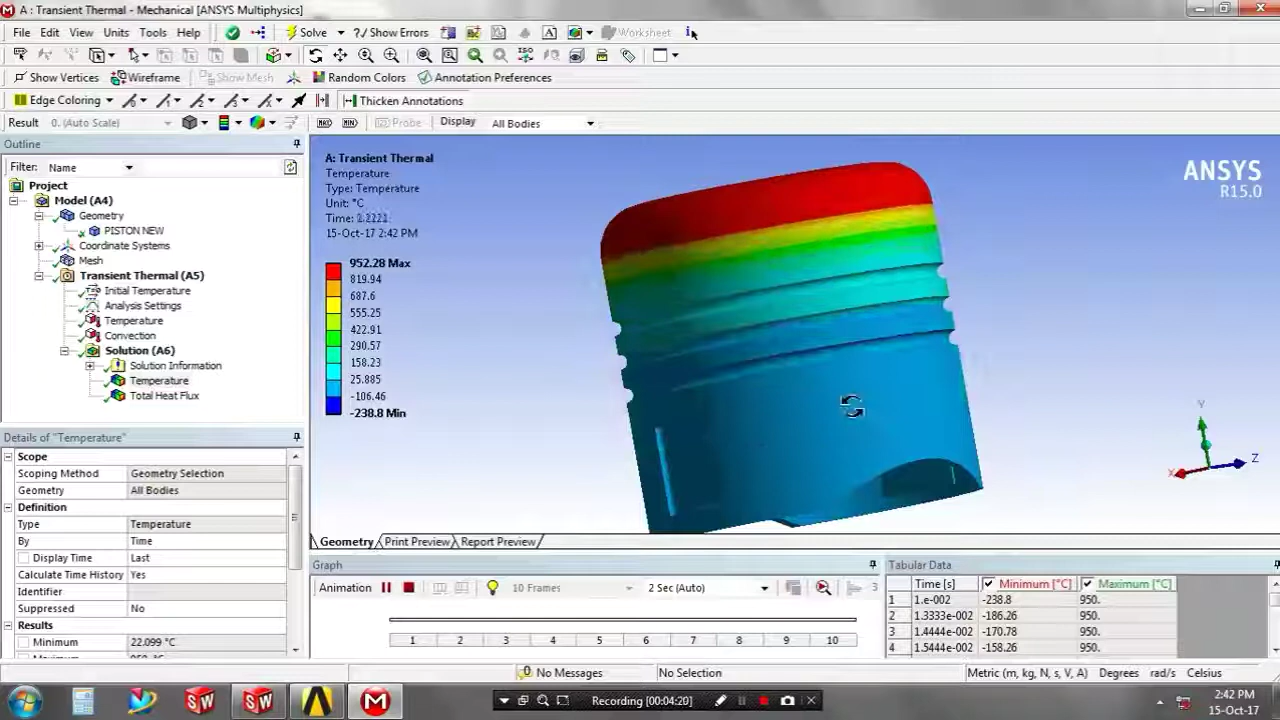 A : Transient Thermal - Mechanical [ANSYS Multiphysics]
File Edit View Units Tools Help Solve ?/ Show Errors Worksheet
Show Vertices Wireframe Show Mesh Random Colors Annotation Preferences
Edge Coloring Thicken Annotations
Result 0. (Auto Scale) MAX MIN Probe Display All Bodies
Outline
Filter: Name
Project
Model (A4)
Geometry
PISTON NEW
Coordinate Systems
Mesh
Transient Thermal (A5)
Initial Temperature
Analysis Settings
Temperature
Convection
Solution (A6)
Solution Information
Temperature
Total Heat Flux
Details of "Temperature"
Scope
Scoping Method Geometry Selection
Geometry All Bodies
Definition
Type Temperature
By Time
Display Time Last
Calculate Time History Yes
Identifier
Suppressed No
Results
Minimum 22.099 °C
A: Transient Thermal
Temperature
Type: Temperature
Unit: °C
Time:
15-Oct-17 2:42 PM
952.28 Max
819.94
687.6
555.25
422.91
290.57
158.23
25.885
-106.46
-238.8 Min
ANSYS
R15.0
Y
Z
X
Geometry Print Preview Report Preview
Graph
Animation 10 Frames 2 Sec (Auto) 3
1 2 3 4 5 6 7 8 9 10
Tabular Data
Time [s] Minimum [°C] Maximum [°C]
1 1.e-002 -238.8 950.
2 1.3333e-002 -186.26 950.
3 1.4444e-002 -170.78 950.
4 1.5444e-002 -158.26 950.
No Messages No Selection Metric (m, kg, N, s, V, A) Degrees rad/s Celsius
Recording [00:04:20]
2:42 PM
15-Oct-17